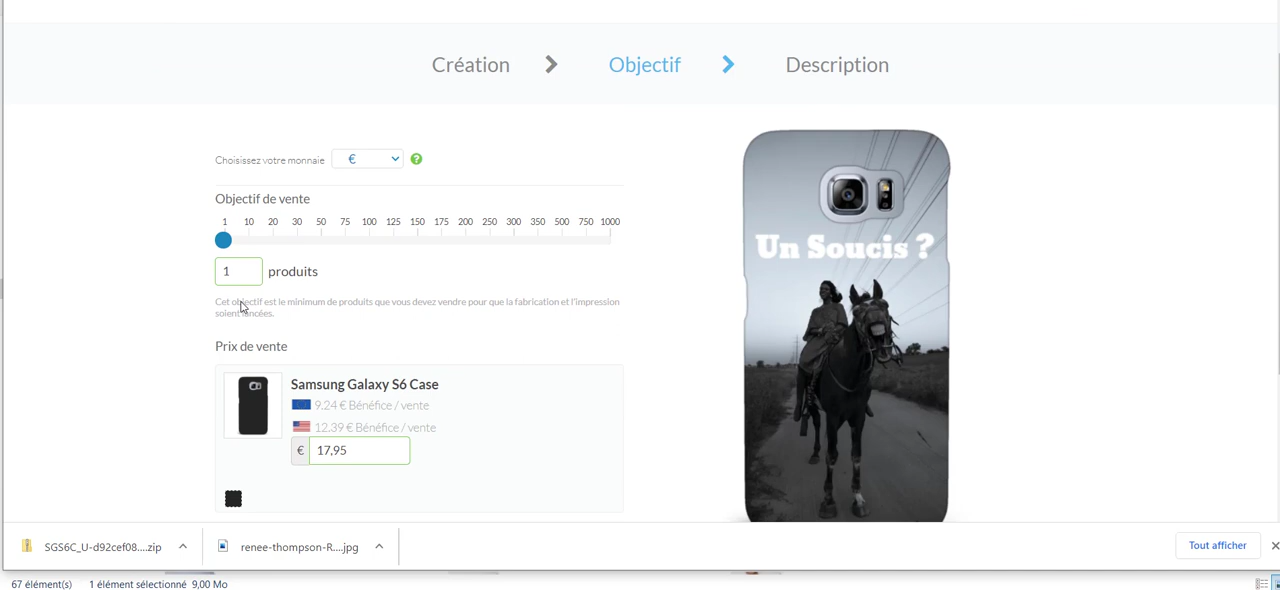 Création
Objectif
Description
Choisissez votre monnaie
€
?
Objectif de vente
1 10 20 30 50 75 100 125 150 175 200 250 300 350 500 750 1000
1
produits
Cet objectif est le minimum de produits que vous devez vendre pour que la fabrication et l'impression
soient lancées.
Prix de vente
Samsung Galaxy S6 Case
9.24 € Bénéfice / vente
12.39 € Bénéfice / vente
€ 17,95
Un Soucis ?
SGS6C_U-d92cef08....zip
renee-thompson-R....jpg
Tout afficher
67 élément(s)
1 élément sélectionné 9,00 Mo